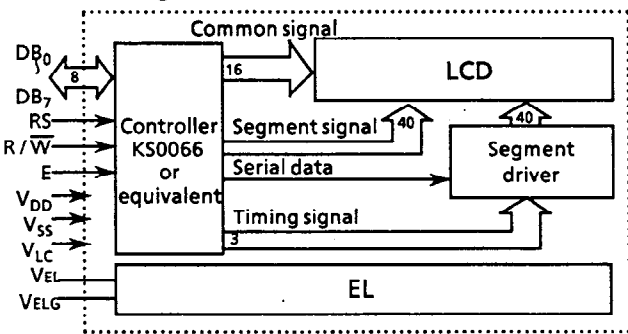 Common signal
DB0
8
16
LCD
DB7
RS
R / W̅
E
Controller
KS0066
or
equivalent
Segment signal
40
40
Serial data
Segment
driver
VDD
VSS
VLC
Timing signal
3
VEL
VELG
EL